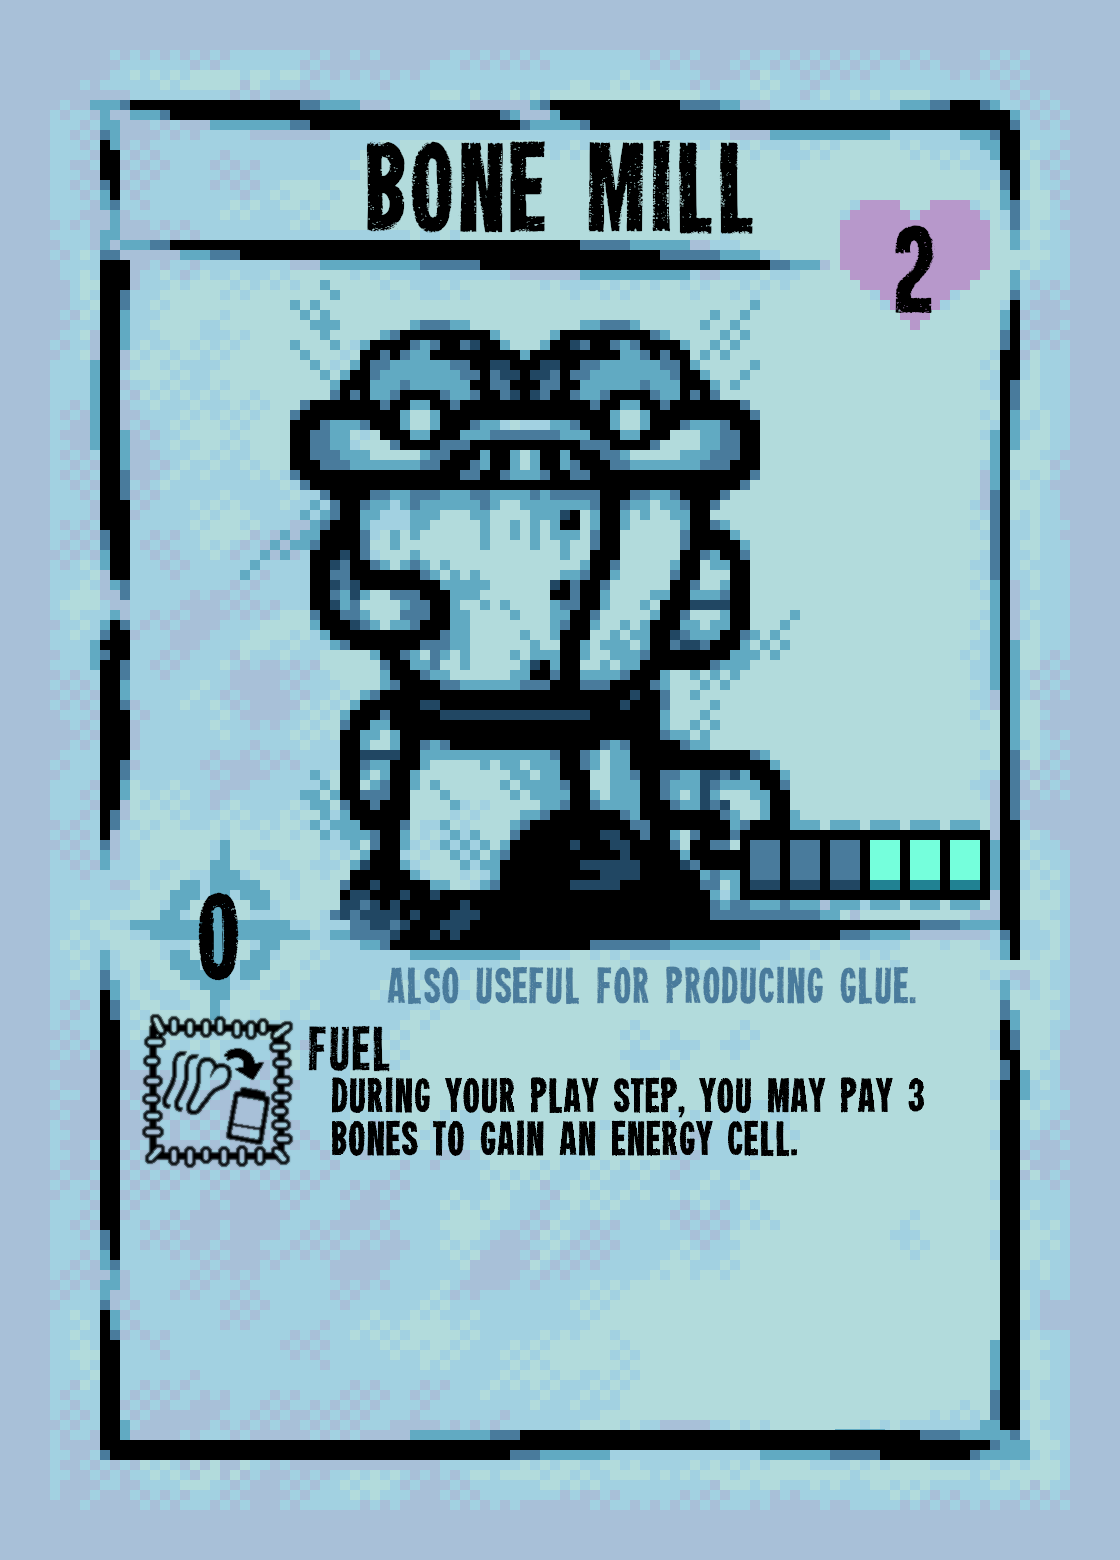 BONE MILL
2
0
ALSO USEFUL FOR PRODUCING GLUE.
FUEL
DURING YOUR PLAY STEP, YOU MAY PAY 3
BONES TO GAIN AN ENERGY CELL.